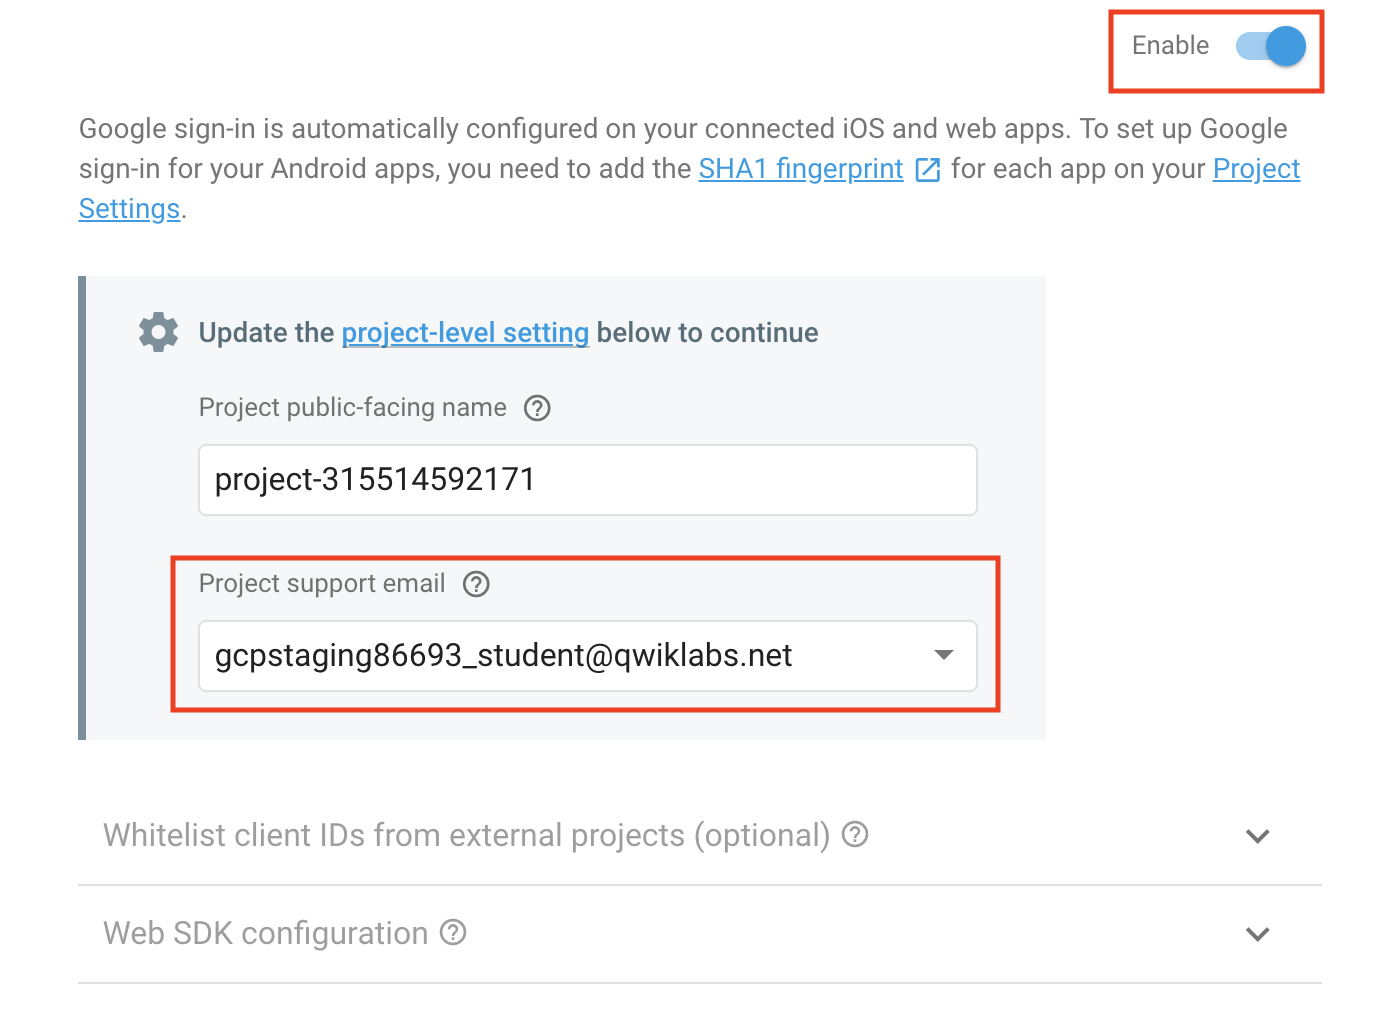 Enable
Google sign-in is automatically configured on your connected iOS and web apps. To set up Google
sign-in for your Android apps, you need to add the SHA1 fingerprint for each app on your Project
Settings.
Update the project-level setting below to continue
Project public-facing name
project-315514592171
Project support email
gcpstaging86693_student@qwiklabs.net
Whitelist client IDs from external projects (optional)
Web SDK configuration